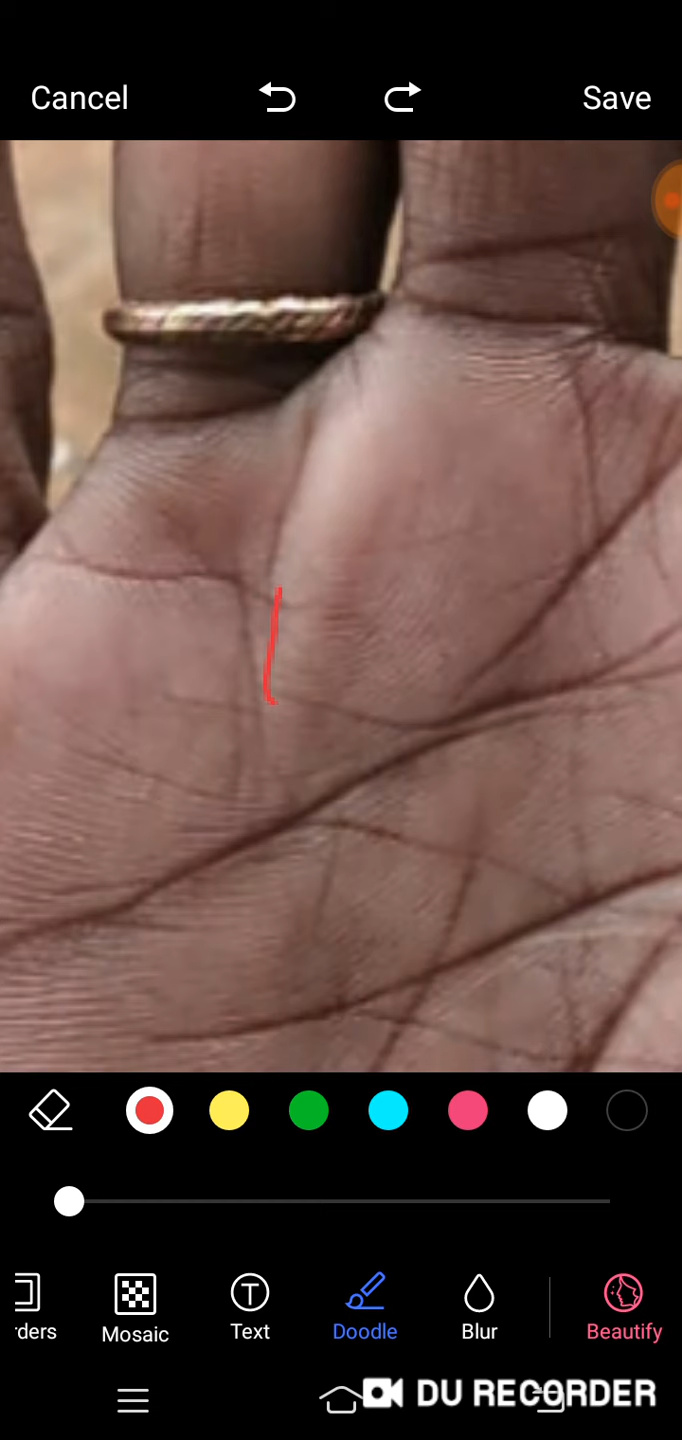 Cancel
Save
rders
Mosaic
Text
Doodle
Blur
Beautify
DU RECORDER